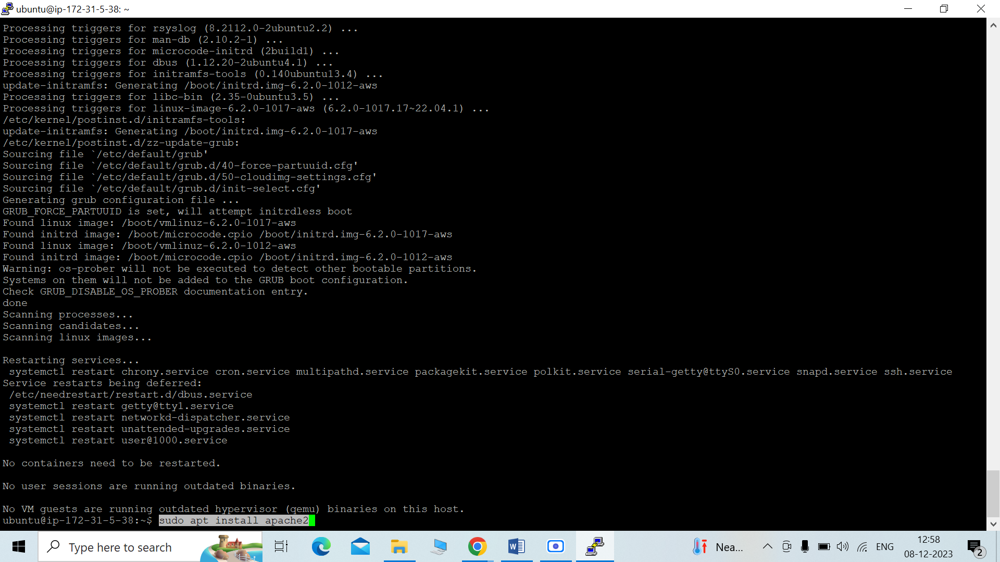 ubuntu@ip-172-31-5-38: ~
Processing triggers for rsyslog (8.2112.0-2ubuntu2.2) ...
Processing triggers for man-db (2.10.2-1) ...
Processing triggers for microcode-initrd (2build1) ...
Processing triggers for dbus (1.12.20-2ubuntu4.1) ...
Processing triggers for initramfs-tools (0.140ubuntu13.4) ...
update-initramfs: Generating /boot/initrd.img-6.2.0-1012-aws
Processing triggers for libc-bin (2.35-0ubuntu3.5) ...
Processing triggers for linux-image-6.2.0-1017-aws (6.2.0-1017.17~22.04.1) ...
/etc/kernel/postinst.d/initramfs-tools:
update-initramfs: Generating /boot/initrd.img-6.2.0-1017-aws
/etc/kernel/postinst.d/zz-update-grub:
Sourcing file `/etc/default/grub'
Sourcing file `/etc/default/grub.d/40-force-partuuid.cfg'
Sourcing file `/etc/default/grub.d/50-cloudimg-settings.cfg'
Sourcing file `/etc/default/grub.d/init-select.cfg'
Generating grub configuration file ...
GRUB_FORCE_PARTUUID is set, will attempt initrdless boot
Found linux image: /boot/vmlinuz-6.2.0-1017-aws
Found initrd image: /boot/microcode.cpio /boot/initrd.img-6.2.0-1017-aws
Found linux image: /boot/vmlinuz-6.2.0-1012-aws
Found initrd image: /boot/microcode.cpio /boot/initrd.img-6.2.0-1012-aws
Warning: os-prober will not be executed to detect other bootable partitions.
Systems on them will not be added to the GRUB boot configuration.
Check GRUB_DISABLE_OS_PROBER documentation entry.
done
Scanning processes...
Scanning candidates...
Scanning linux images...
Restarting services...
systemctl restart chrony.service cron.service multipathd.service packagekit.service polkit.service serial-getty@ttyS0.service snapd.service ssh.service
Service restarts being deferred:
/etc/needrestart/restart.d/dbus.service
systemctl restart getty@tty1.service
systemctl restart networkd-dispatcher.service
systemctl restart unattended-upgrades.service
systemctl restart user@1000.service
No containers need to be restarted.
No user sessions are running outdated binaries.
No VM guests are running outdated hypervisor (qemu) binaries on this host.
ubuntu@ip-172-31-5-38:~$ sudo apt install apache2
Type here to search
Nea...
ENG
12:58
08-12-2023
2